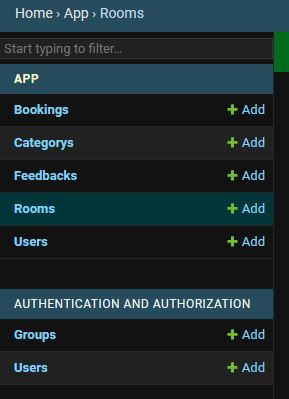 Home › App › Rooms
Start typing to filter…
APP
Bookings + Add
Categorys + Add
Feedbacks + Add
Rooms + Add
Users + Add
AUTHENTICATION AND AUTHORIZATION
Groups + Add
Users + Add